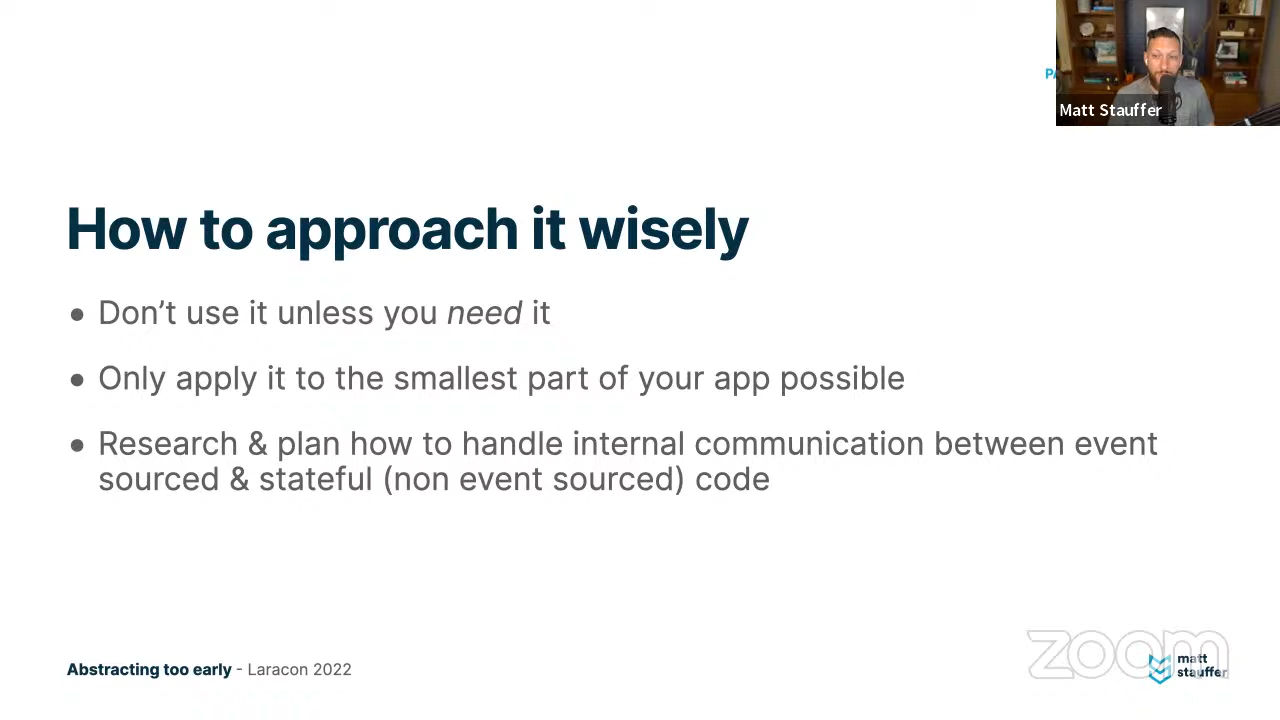 PA
Matt Stauffer
How to approach it wisely
• Don’t use it unless you need it
• Only apply it to the smallest part of your app possible
• Research & plan how to handle internal communication between event
sourced & stateful (non event sourced) code
Abstracting too early - Laracon 2022
zoom
matt
stauffer